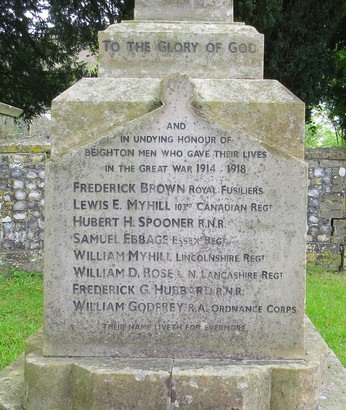 TO THE GLORY OF GOD
AND
IN UNDYING HONOUR OF
BEIGHTON MEN WHO GAVE THEIR LIVES
IN THE GREAT WAR 1914 - 1918
FREDERICK BROWN ROYAL FUSILIERS
LEWIS E. MYHILL 103RD CANADIAN REGT
HUBERT H. SPOONER R.N.R.
SAMUEL EBBAGE ESSEX REGT
WILLIAM MYHILL LINCOLNSHIRE REGT
WILLIAM D. ROSE L.N. LANCASHIRE REGT
FREDERICK G. HUBBARD R.N.R.
WILLIAM GODFREY R.A. ORDNANCE CORPS
THEIR NAME LIVETH FOR EVERMORE